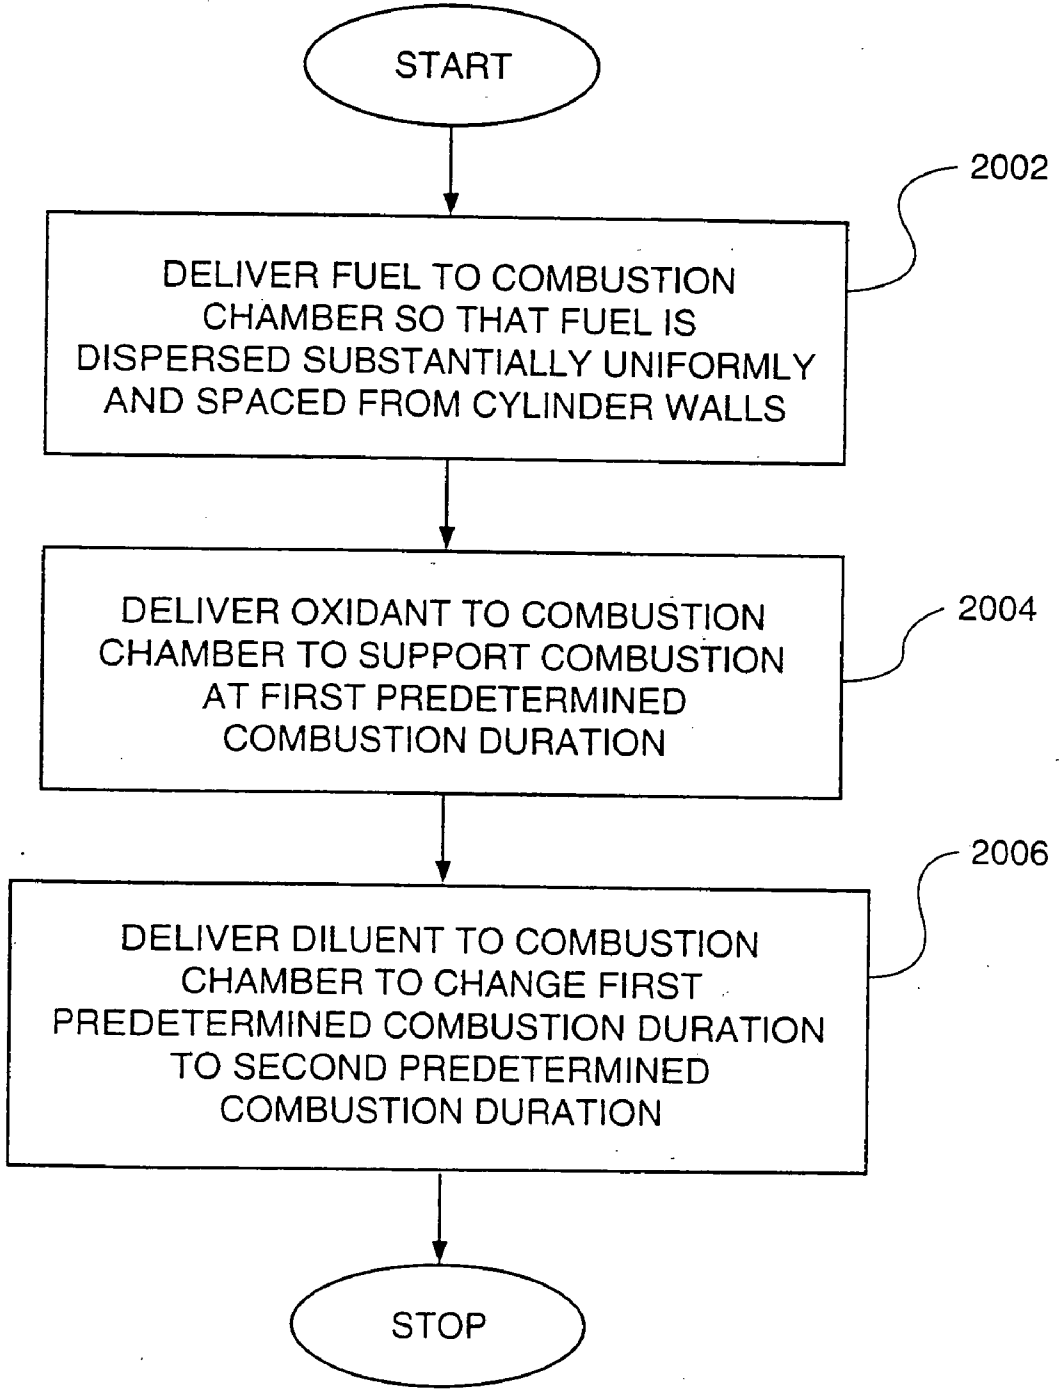 START
2002
DELIVER FUEL TO COMBUSTION
CHAMBER SO THAT FUEL IS
DISPERSED SUBSTANTIALLY UNIFORMLY
AND SPACED FROM CYLINDER WALLS
2004
DELIVER OXIDANT TO COMBUSTION
CHAMBER TO SUPPORT COMBUSTION
AT FIRST PREDETERMINED
COMBUSTION DURATION
2006
DELIVER DILUENT TO COMBUSTION
CHAMBER TO CHANGE FIRST
PREDETERMINED COMBUSTION DURATION
TO SECOND PREDETERMINED
COMBUSTION DURATION
STOP